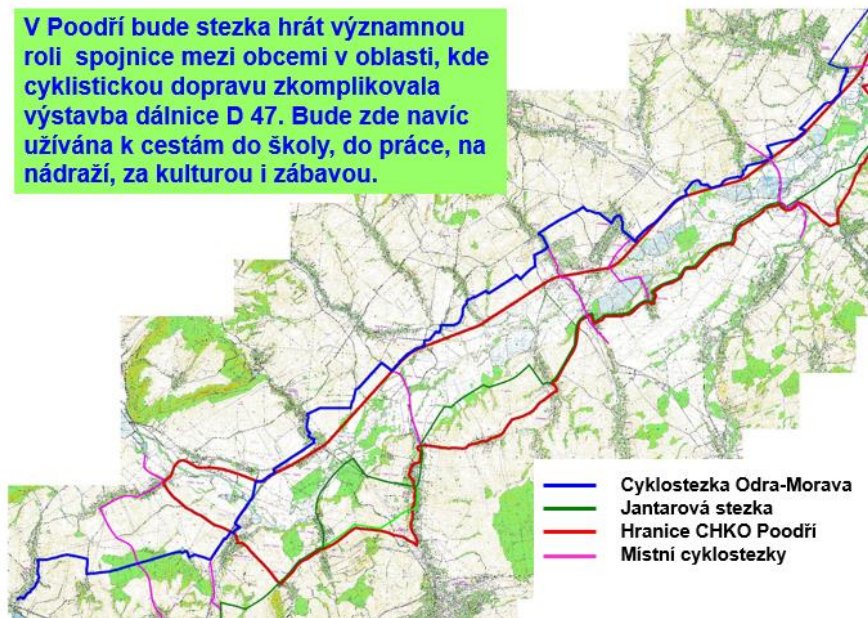 V Poodří bude stezka hrát významnou
roli spojnice mezi obcemi v oblasti, kde
cyklistickou dopravu zkomplikovala
výstavba dálnice D 47. Bude zde navíc
užívána k cestám do školy, do práce, na
nádraží, za kulturou i zábavou.
Cyklostezka Odra-Morava
Jantarová stezka
Hranice CHKO Poodří
Místní cyklostezky